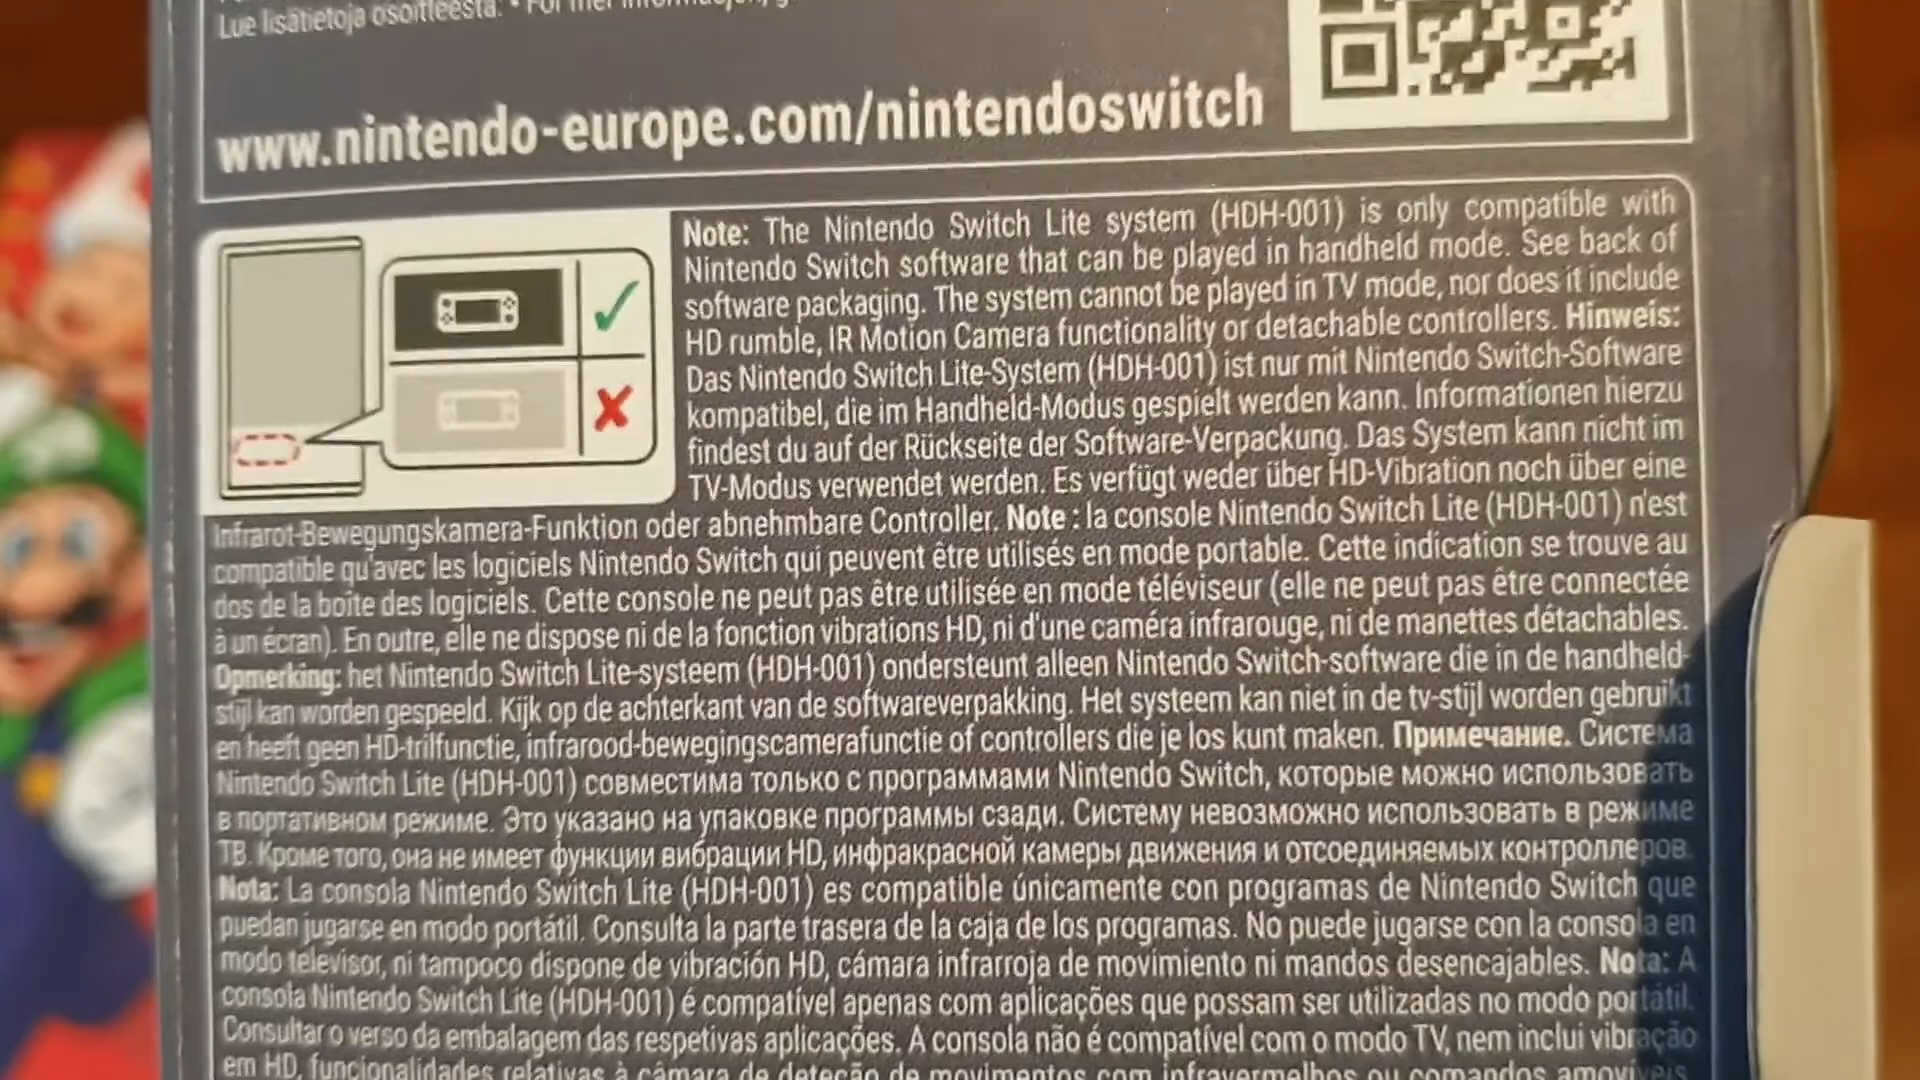 Lue lisätietoja osoitteesta: • For mer
www.nintendo-europe.com/nintendoswitch
Note: The Nintendo Switch Lite system (HDH-001) is only compatible with
Nintendo Switch software that can be played in handheld mode. See back of
software packaging. The system cannot be played in TV mode, nor does it include
HD rumble, IR Motion Camera functionality or detachable controllers. Hinweis:
Das Nintendo Switch Lite-System (HDH-001) ist nur mit Nintendo Switch-Software
kompatibel, die im Handheld-Modus gespielt werden kann. Informationen hierzu
findest du auf der Rückseite der Software-Verpackung. Das System kann nicht im
TV-Modus verwendet werden. Es verfügt weder über HD-Vibration noch über eine
Infrarot-Bewegungskamera-Funktion oder abnehmbare Controller. Note : la console Nintendo Switch Lite (HDH-001) n'est
compatible qu'avec les logiciels Nintendo Switch qui peuvent être utilisés en mode portable. Cette indication se trouve au
dos de la boîte des logiciels. Cette console ne peut pas être utilisée en mode téléviseur (elle ne peut pas être connectée
à un écran). En outre, elle ne dispose ni de la fonction vibrations HD, ni d'une caméra infrarouge, ni de manettes détachables.
Opmerking: het Nintendo Switch Lite-systeem (HDH-001) ondersteunt alleen Nintendo Switch-software die in de handheld-
stijl kan worden gespeeld. Kijk op de achterkant van de softwareverpakking. Het systeem kan niet in de tv-stijl worden gebruikt
en heeft geen HD-trilfunctie, infrarood-bewegingscamerafunctie of controllers die je los kunt maken. Примечание. Система
Nintendo Switch Lite (HDH-001) совместима только с программами Nintendo Switch, которые можно использовать
в портативном режиме. Это указано на упаковке программы сзади. Систему невозможно использовать в режиме
ТВ. Кроме того, она не имеет функции вибрации HD, инфракрасной камеры движения и отсоединяемых контроллеров.
Nota: La consola Nintendo Switch Lite (HDH-001) es compatible únicamente con programas de Nintendo Switch que
puedan jugarse en modo portátil. Consulta la parte trasera de la caja de los programas. No puede jugarse con la consola en
modo televisor, ni tampoco dispone de vibración HD, cámara infrarroja de movimiento ni mandos desencajables. Nota: A
consola Nintendo Switch Lite (HDH-001) é compatível apenas com aplicações que possam ser utilizadas no modo portátil.
Consultar o verso da embalagem das respetivas aplicações. A consola não é compatível com o modo TV, nem inclui vibração
em HD, funcionalidades relativas à câmara de deteção de movimentos com infravermelhos ou comandos amovíveis.